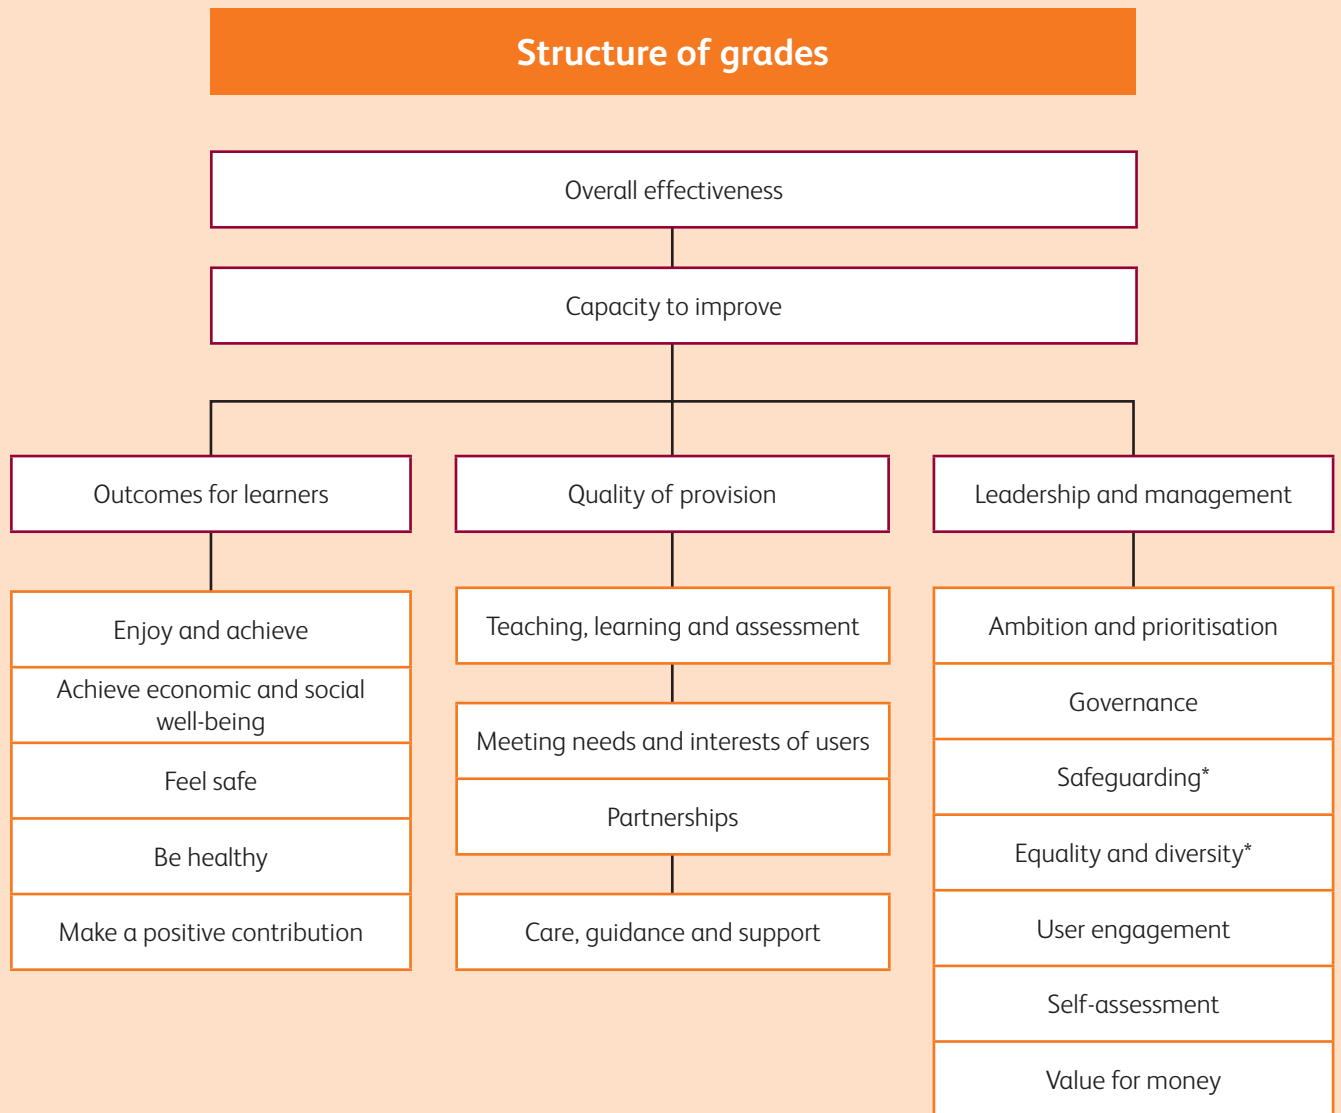 Structure of grades
Overall effectiveness
Capacity to improve
Outcomes for learners
Enjoy and achieve
Achieve economic and social
well-being
Feel safe
Be healthy
Make a positive contribution
Quality of provision
Teaching, learning and assessment
Meeting needs and interests of users
Partnerships
Care, guidance and support
Leadership and management
Ambition and prioritisation
Governance
Safeguarding*
Equality and diversity*
User engagement
Self-assessment
Value for money